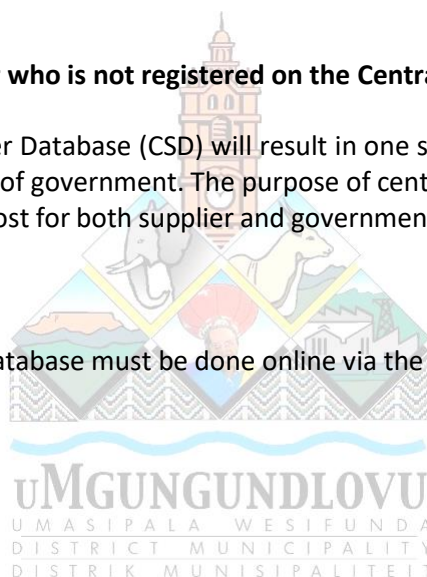 who is not registered on the Centra
er Database (CSD) will result in one s
of government. The purpose of cent
ost for both supplier and government
atabase must be done online via the
UMGUNGUNDLOVU
UMASIPALA WESIFUNDA
DISTRICT MUNICIPALITY
DISTRIK MUNISIPALITEIT